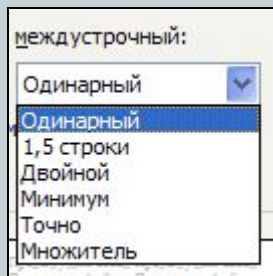 междустрочный:
Одинарный
Одинарный
1,5 строки
Двойной
Минимум
Точно
Множитель